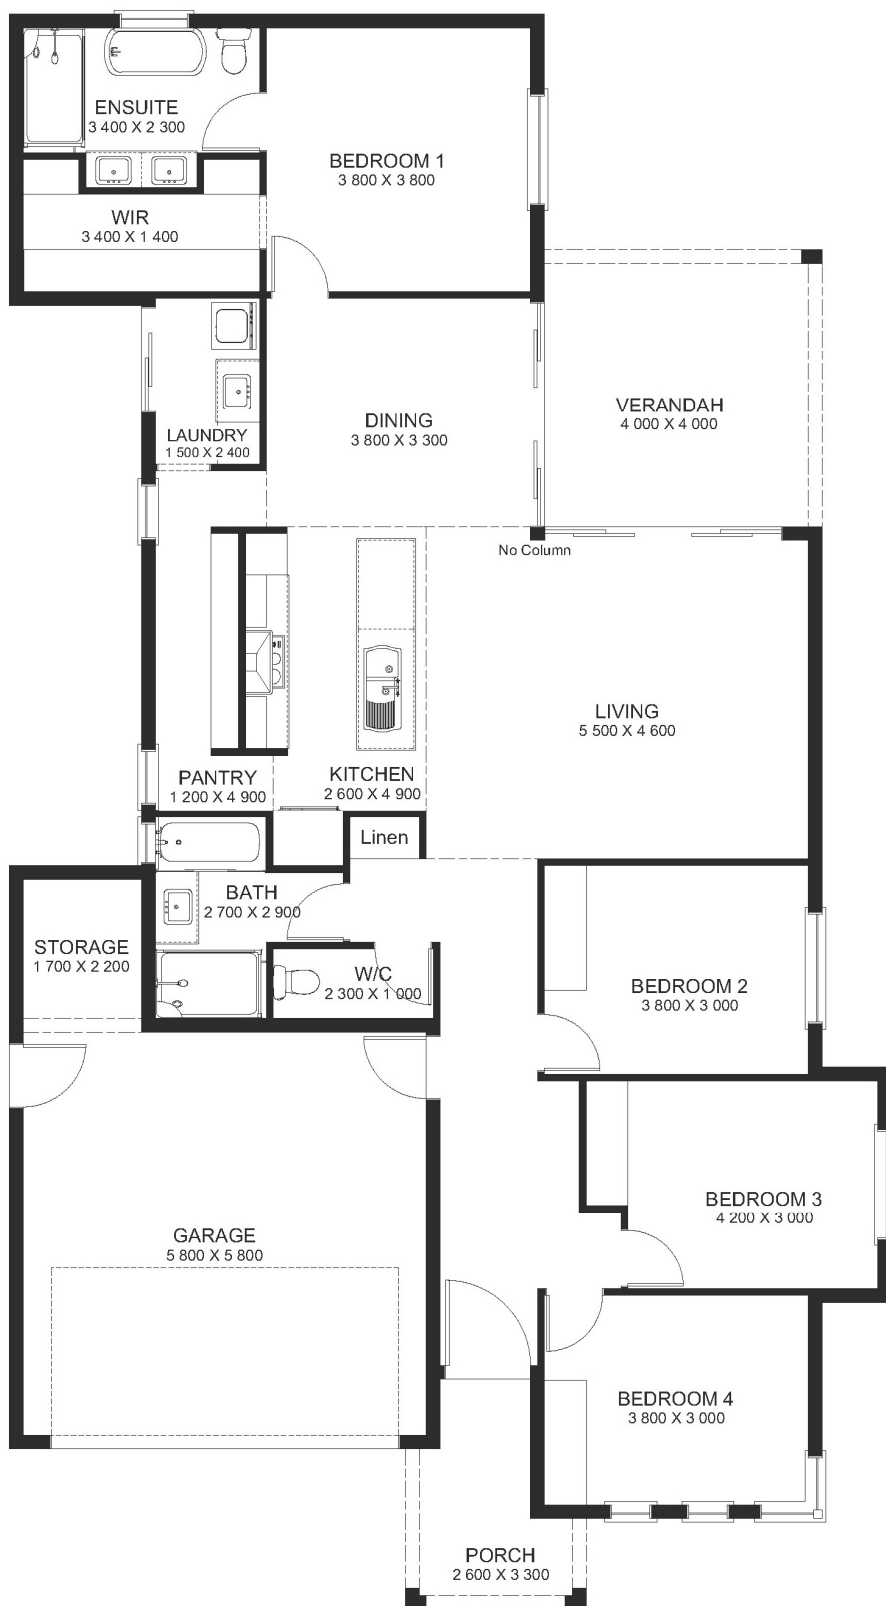 ENSUITE
3 400 X 2 300
BEDROOM 1
3 800 X 3 800
WIR
3 400 X 1 400
DINING
3 800 X 3 300
VERANDAH
4 000 X 4 000
LAUNDRY
1 500 X 2 400
No Column
LIVING
5 500 X 4 600
PANTRY
1 200 X 4 900
KITCHEN
2 600 X 4 900
Linen
BATH
2 700 X 2 900
STORAGE
1 700 X 2 200
W/C
2 300 X 1 000
BEDROOM 2
3 800 X 3 000
BEDROOM 3
4 200 X 3 000
GARAGE
5 800 X 5 800
BEDROOM 4
3 800 X 3 000
PORCH
2 600 X 3 300